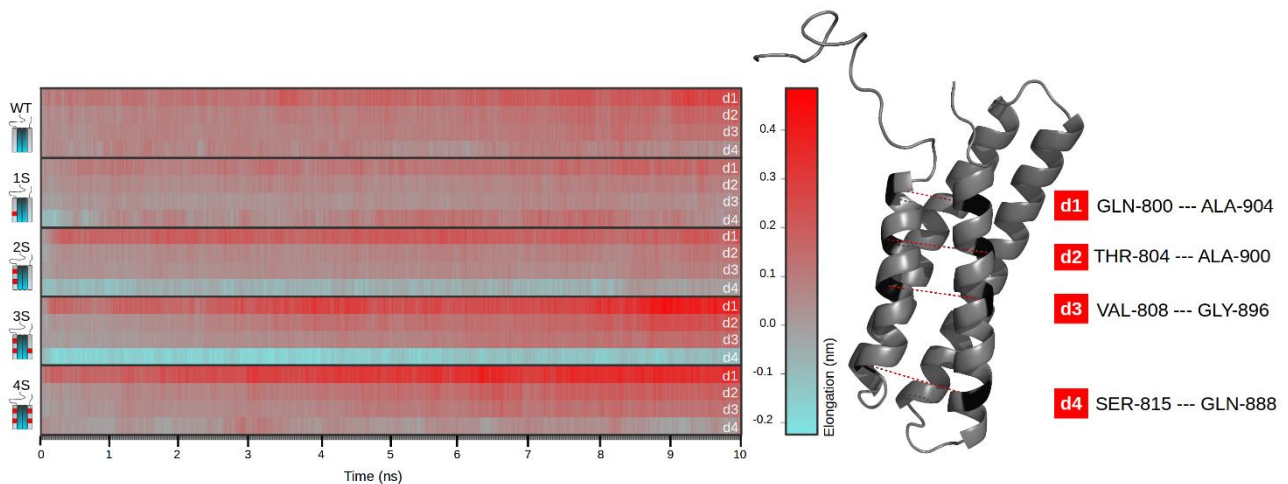 WT
d1
d2
d3
d4
1S
d1
d2
d3
d4
2S
d1
d2
d3
d4
3S
d1
d2
d3
d4
4S
d1
d2
d3
d4
0 1 2 3 4 5 6 7 8 9 10
Time (ns)
0.4
0.3
0.2
0.1
0.0
-0.1
-0.2
Elongation (nm)
d1 GLN-800 --- ALA-904
d2 THR-804 --- ALA-900
d3 VAL-808 --- GLY-896
d4 SER-815 --- GLN-888